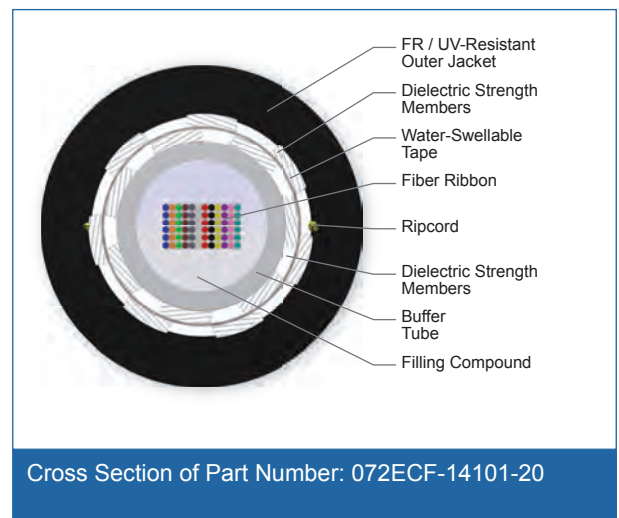 FR / UV-Resistant
Outer Jacket
Dielectric Strength
Members
Water-Swellable
Tape
Fiber Ribbon
Ripcord
Dielectric Strength
Members
Buffer
Tube
Filling Compound
Cross Section of Part Number: 072ECF-14101-20